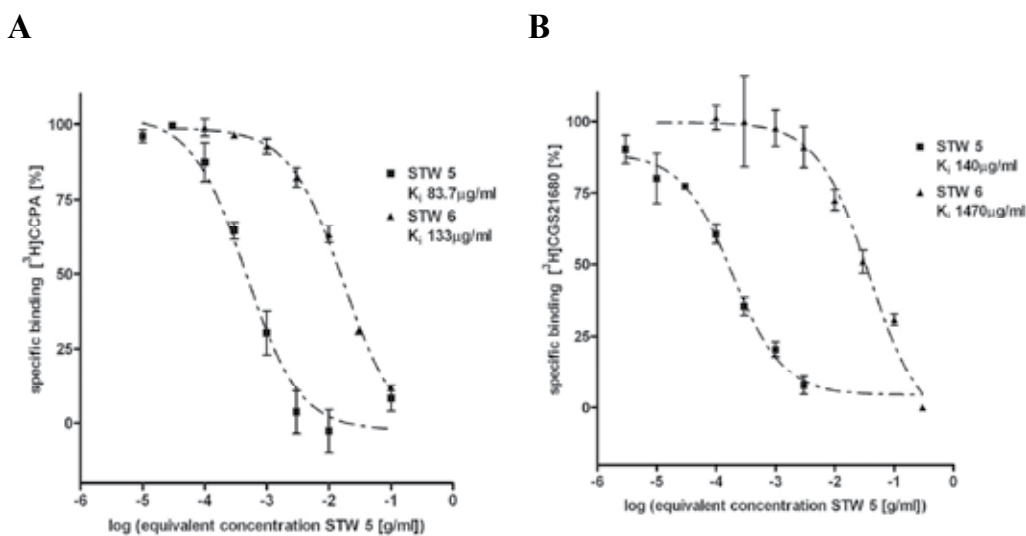 A
B
specific binding [³H]CCPA [%]
100
75
50
25
0
-6
-5
-4
-3
-2
-1
0
log (equivalent concentration STW 5 [g/ml])
STW 5
Kᵢ 83.7µg/ml
STW 6
Kᵢ 133µg/ml
specific binding [³H]CGS21680 [%]
100
75
50
25
0
-6
-5
-4
-3
-2
-1
0
log (equivalent concentration STW 5 [g/ml])
STW 5
Kᵢ 140µg/ml
STW 6
Kᵢ 1470µg/ml